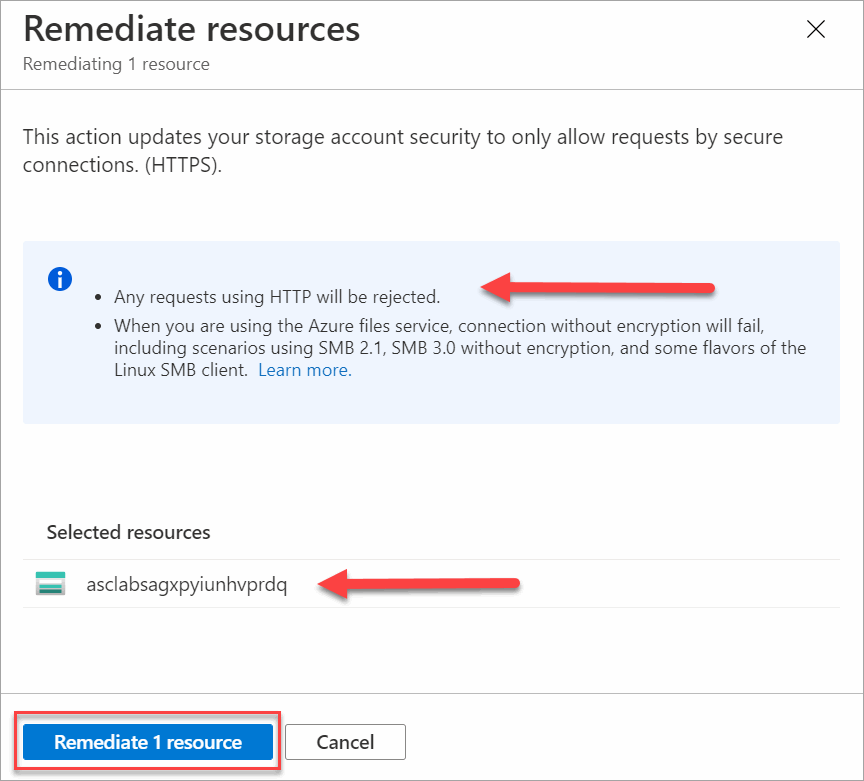 Remediate resources
Remediating 1 resource
This action updates your storage account security to only allow requests by secure
connections. (HTTPS).
• Any requests using HTTP will be rejected.
• When you are using the Azure files service, connection without encryption will fail,
including scenarios using SMB 2.1, SMB 3.0 without encryption, and some flavors of the
Linux SMB client. Learn more.
Selected resources
asclabsagxpyiunhvprdq
Remediate 1 resource
Cancel